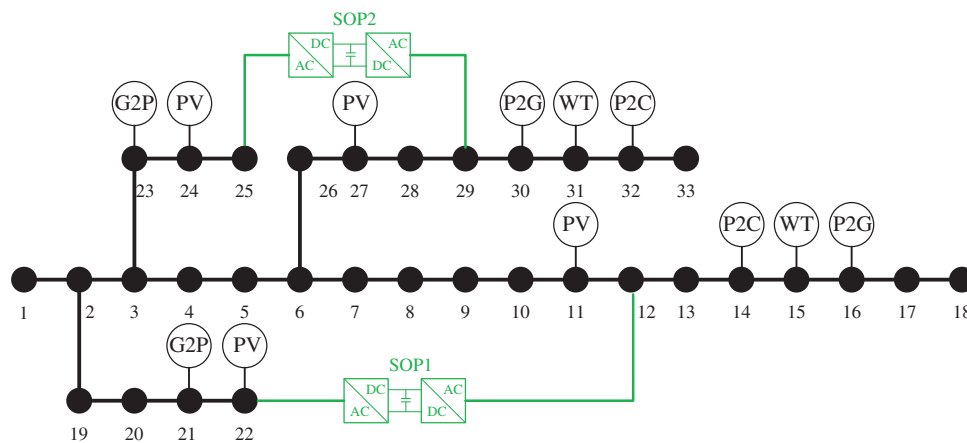 SOP2
DC AC
AC DC
G2P PV PV P2G WT P2C
23 24 25 26 27 28 29 30 31 32 33
PV P2C WT P2G
1 2 3 4 5 6 7 8 9 10 11 12 13 14 15 16 17 18
G2P PV SOP1
DC AC
AC DC
19 20 21 22